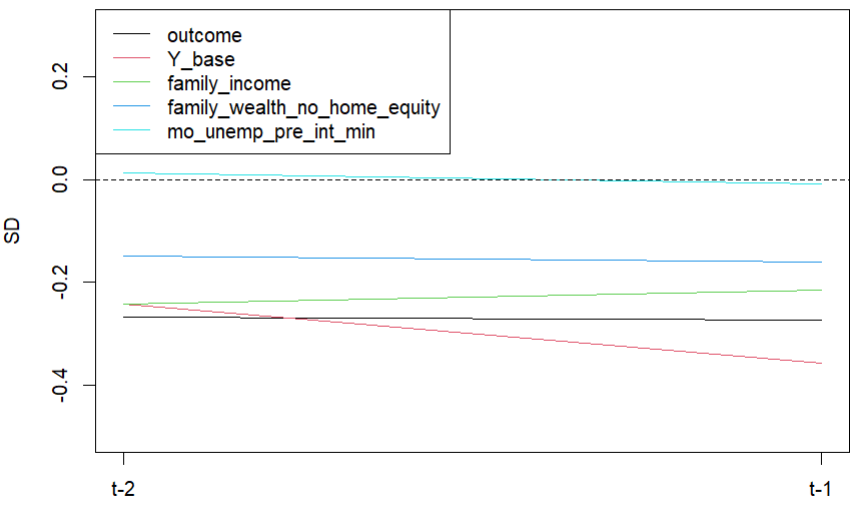 outcome
Y_base
family_income
family_wealth_no_home_equity
mo_unemp_pre_int_min
0.2
0.0
-0.2
-0.4
SD
t-2
t-1